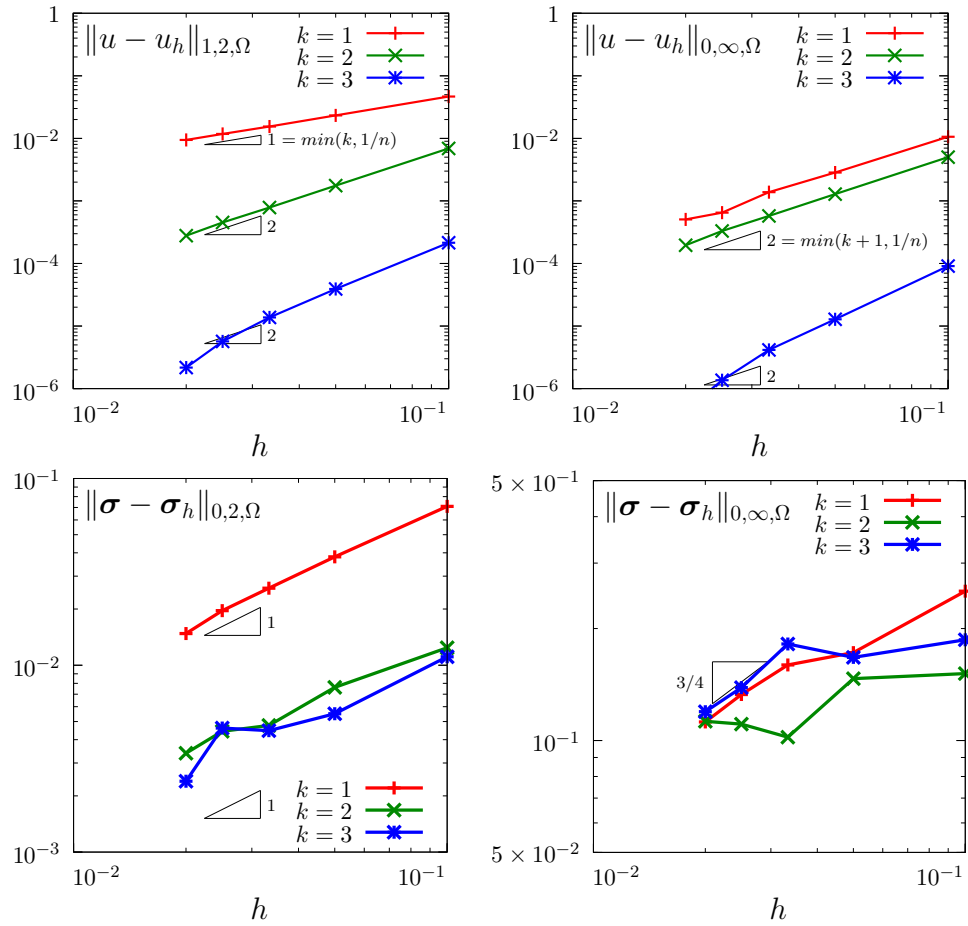 ‖u − u_h‖_{1,2,Ω}
k = 1
k = 2
k = 3
1
10^{-2}
10^{-4}
10^{-6}
1 = min(k, 1/n)
2
2
10^{-2}
10^{-1}
h
‖u − u_h‖_{0,∞,Ω}
k = 1
k = 2
k = 3
1
10^{-2}
10^{-4}
10^{-6}
2 = min(k + 1, 1/n)
2
10^{-2}
10^{-1}
h
‖σ − σ_h‖_{0,2,Ω}
10^{-1}
10^{-2}
10^{-3}
1
1
k = 1
k = 2
k = 3
10^{-2}
10^{-1}
h
‖σ − σ_h‖_{0,∞,Ω}
k = 1
k = 2
k = 3
5 × 10^{-1}
3/4
10^{-1}
5 × 10^{-2}
10^{-2}
10^{-1}
h